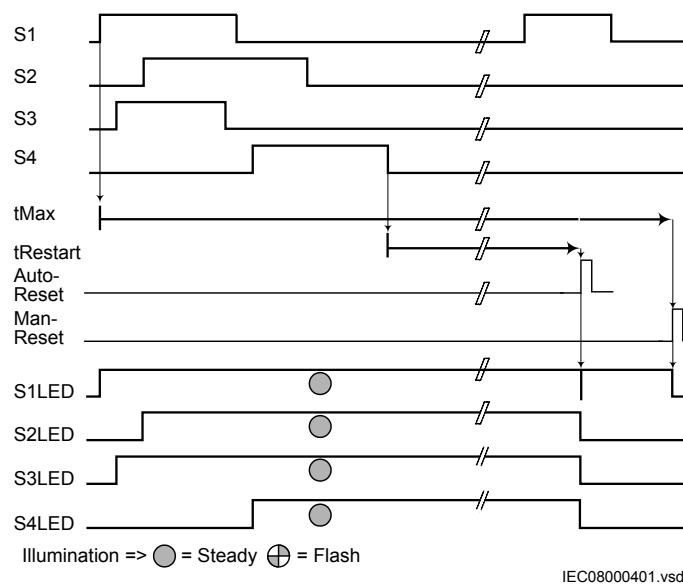 S1
S2
S3
S4
tMax
tRestart
Auto-
Reset
Man-
Reset
S1LED
S2LED
S3LED
S4LED
Illumination => = Steady = Flash
IEC08000401.vsd